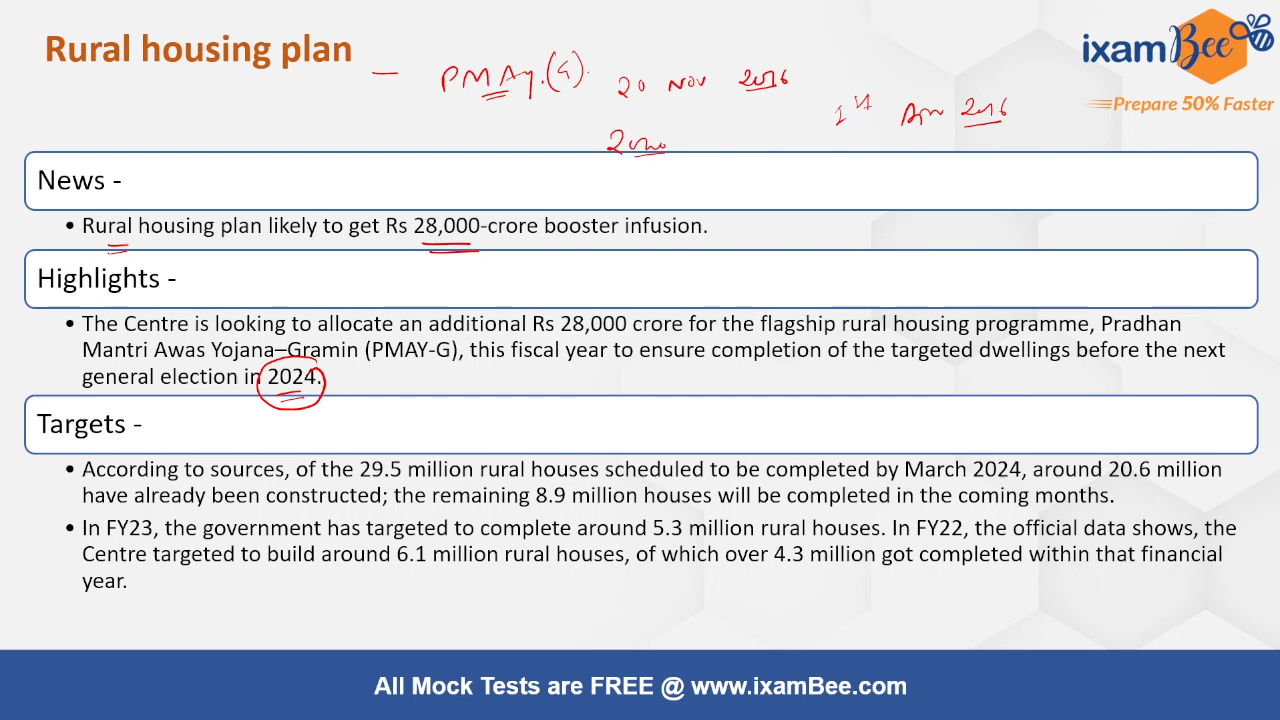 Rural housing plan
ixamBee
Prepare 50% Faster
- PMAY.(G). 20 Nov 2016
1st Apr 2016
News -
• Rural housing plan likely to get Rs 28,000-crore booster infusion.
Highlights -
• The Centre is looking to allocate an additional Rs 28,000 crore for the flagship rural housing programme, Pradhan
Mantri Awas Yojana–Gramin (PMAY-G), this fiscal year to ensure completion of the targeted dwellings before the next
general election in 2024.
Targets -
• According to sources, of the 29.5 million rural houses scheduled to be completed by March 2024, around 20.6 million
have already been constructed; the remaining 8.9 million houses will be completed in the coming months.
• In FY23, the government has targeted to complete around 5.3 million rural houses. In FY22, the official data shows, the
Centre targeted to build around 6.1 million rural houses, of which over 4.3 million got completed within that financial
year.
All Mock Tests are FREE @ www.ixamBee.com